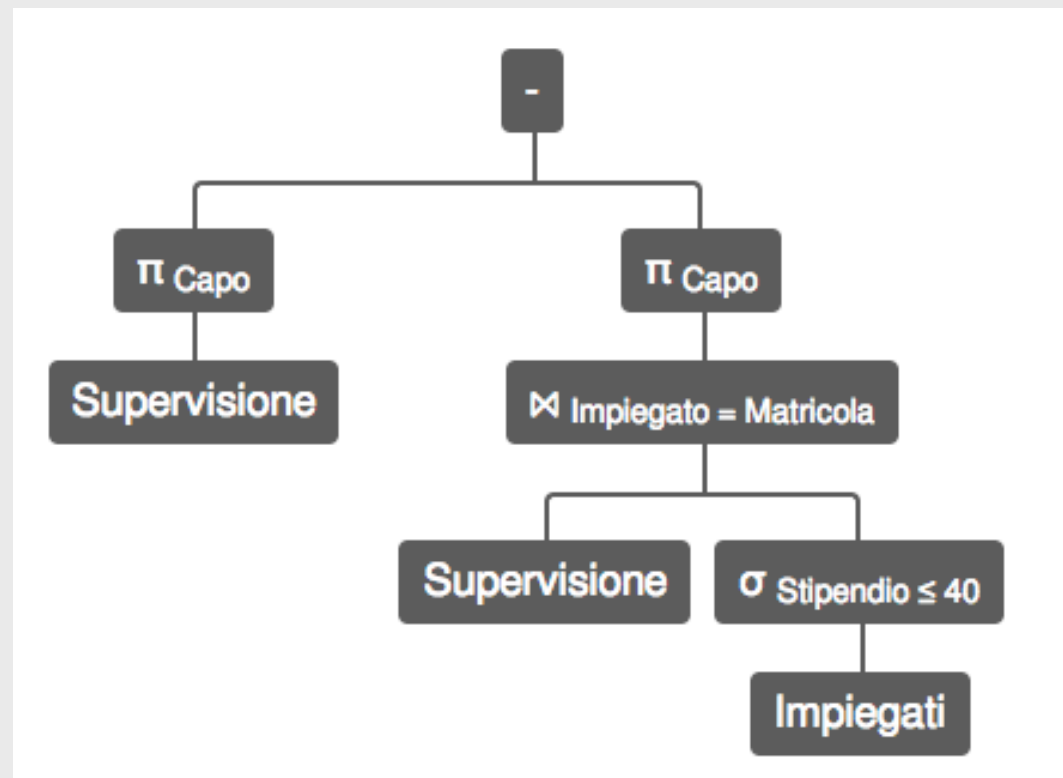 -
π Capo
π Capo
Supervisione
⋈ Impiegato = Matricola
Supervisione
σ Stipendio ≤ 40
Impiegati